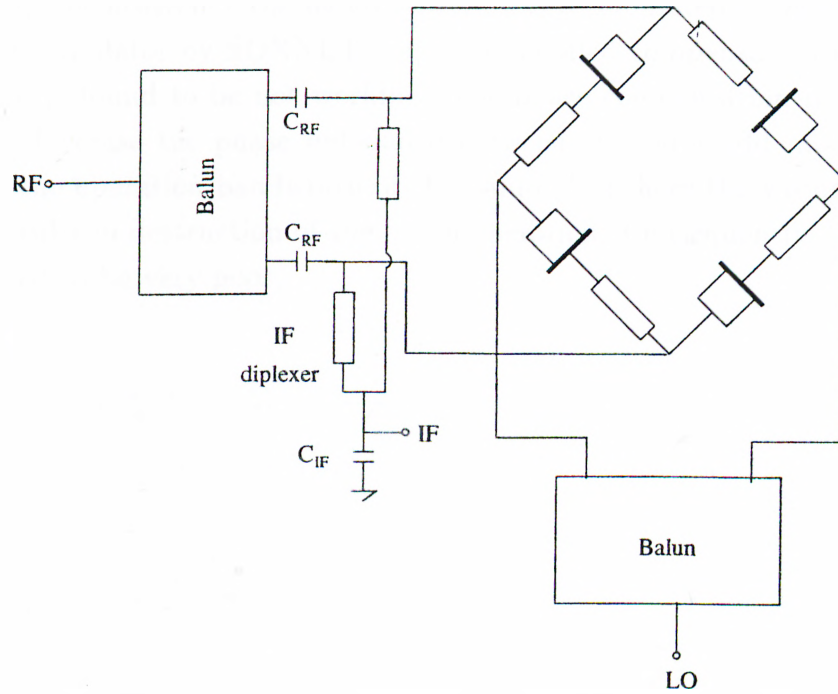 C_RF
RF
Balun
C_RF
IF
diplexer
IF
C_IF
Balun
LO